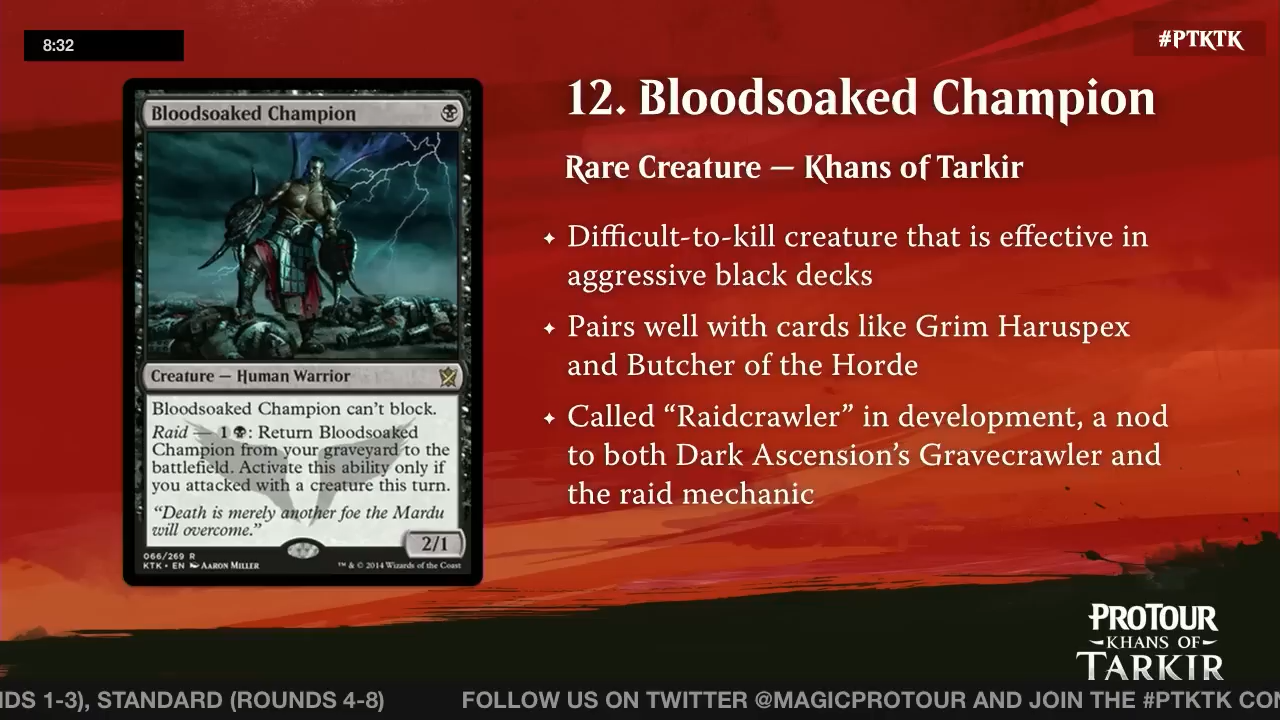 8:32
#PTKTK
Bloodsoaked Champion
Creature — Human Warrior
Bloodsoaked Champion can't block.
Raid — 1 : Return Bloodsoaked
Champion from your graveyard to the
battlefield. Activate this ability only if
you attacked with a creature this turn.
“Death is merely another foe the Mardu
will overcome.”
2/1
066/269 R
KTK • EN AARON MILLER
™ & © 2014 Wizards of the Coast
12. Bloodsoaked Champion
Rare Creature — Khans of Tarkir
Difficult-to-kill creature that is effective in
aggressive black decks
Pairs well with cards like Grim Haruspex
and Butcher of the Horde
Called “Raidcrawler” in development, a nod
to both Dark Ascension’s Gravecrawler and
the raid mechanic
PRO TOUR
KHANS OF
TARKIR
NDS 1-3), STANDARD (ROUNDS 4-8) FOLLOW US ON TWITTER @MAGICPROTOUR AND JOIN THE #PTKTK CON